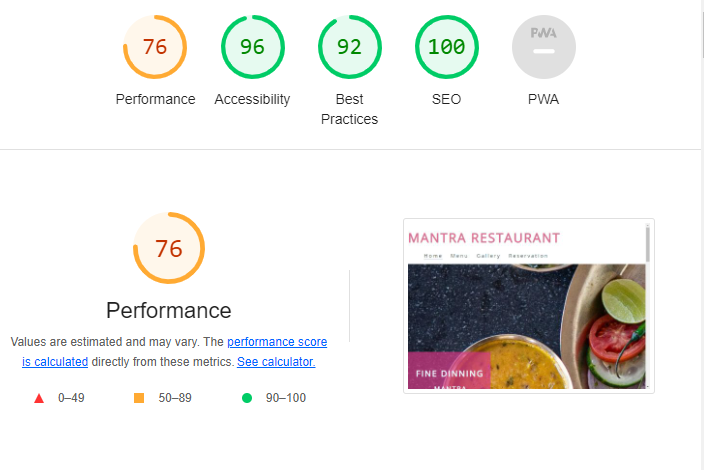 76
96
92
100
PWA
Performance
Accessibility
Best
Practices
SEO
PWA
76
Performance
Values are estimated and may vary. The performance score
is calculated directly from these metrics. See calculator.
0–49
50–89
90–100
MANTRA RESTAURANT
Home Menu Gallery Reservation
FINE DINNING
MANTRA